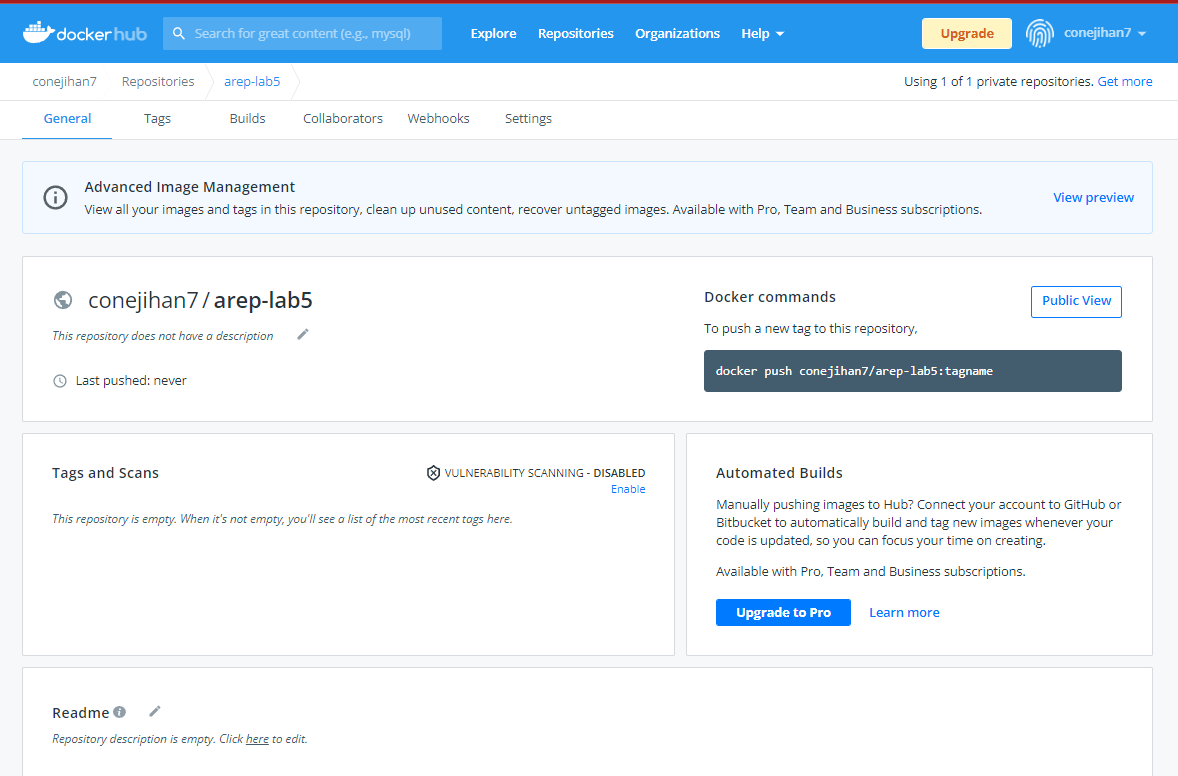 docker hub
Search for great content (e.g., mysql)
Explore
Repositories
Organizations
Help
Upgrade
conejihan7
conejihan7
Repositories
arep-lab5
Using 1 of 1 private repositories. Get more
General
Tags
Builds
Collaborators
Webhooks
Settings
Advanced Image Management
View all your images and tags in this repository, clean up unused content, recover untagged images. Available with Pro, Team and Business subscriptions.
View preview
conejihan7 / arep-lab5
This repository does not have a description
Last pushed: never
Docker commands
Public View
To push a new tag to this repository,
docker push conejihan7/arep-lab5:tagname
Tags and Scans
VULNERABILITY SCANNING - DISABLED
Enable
This repository is empty. When it's not empty, you'll see a list of the most recent tags here.
Automated Builds
Manually pushing images to Hub? Connect your account to GitHub or
Bitbucket to automatically build and tag new images whenever your
code is updated, so you can focus your time on creating.
Available with Pro, Team and Business subscriptions.
Upgrade to Pro
Learn more
Readme
Repository description is empty. Click here to edit.